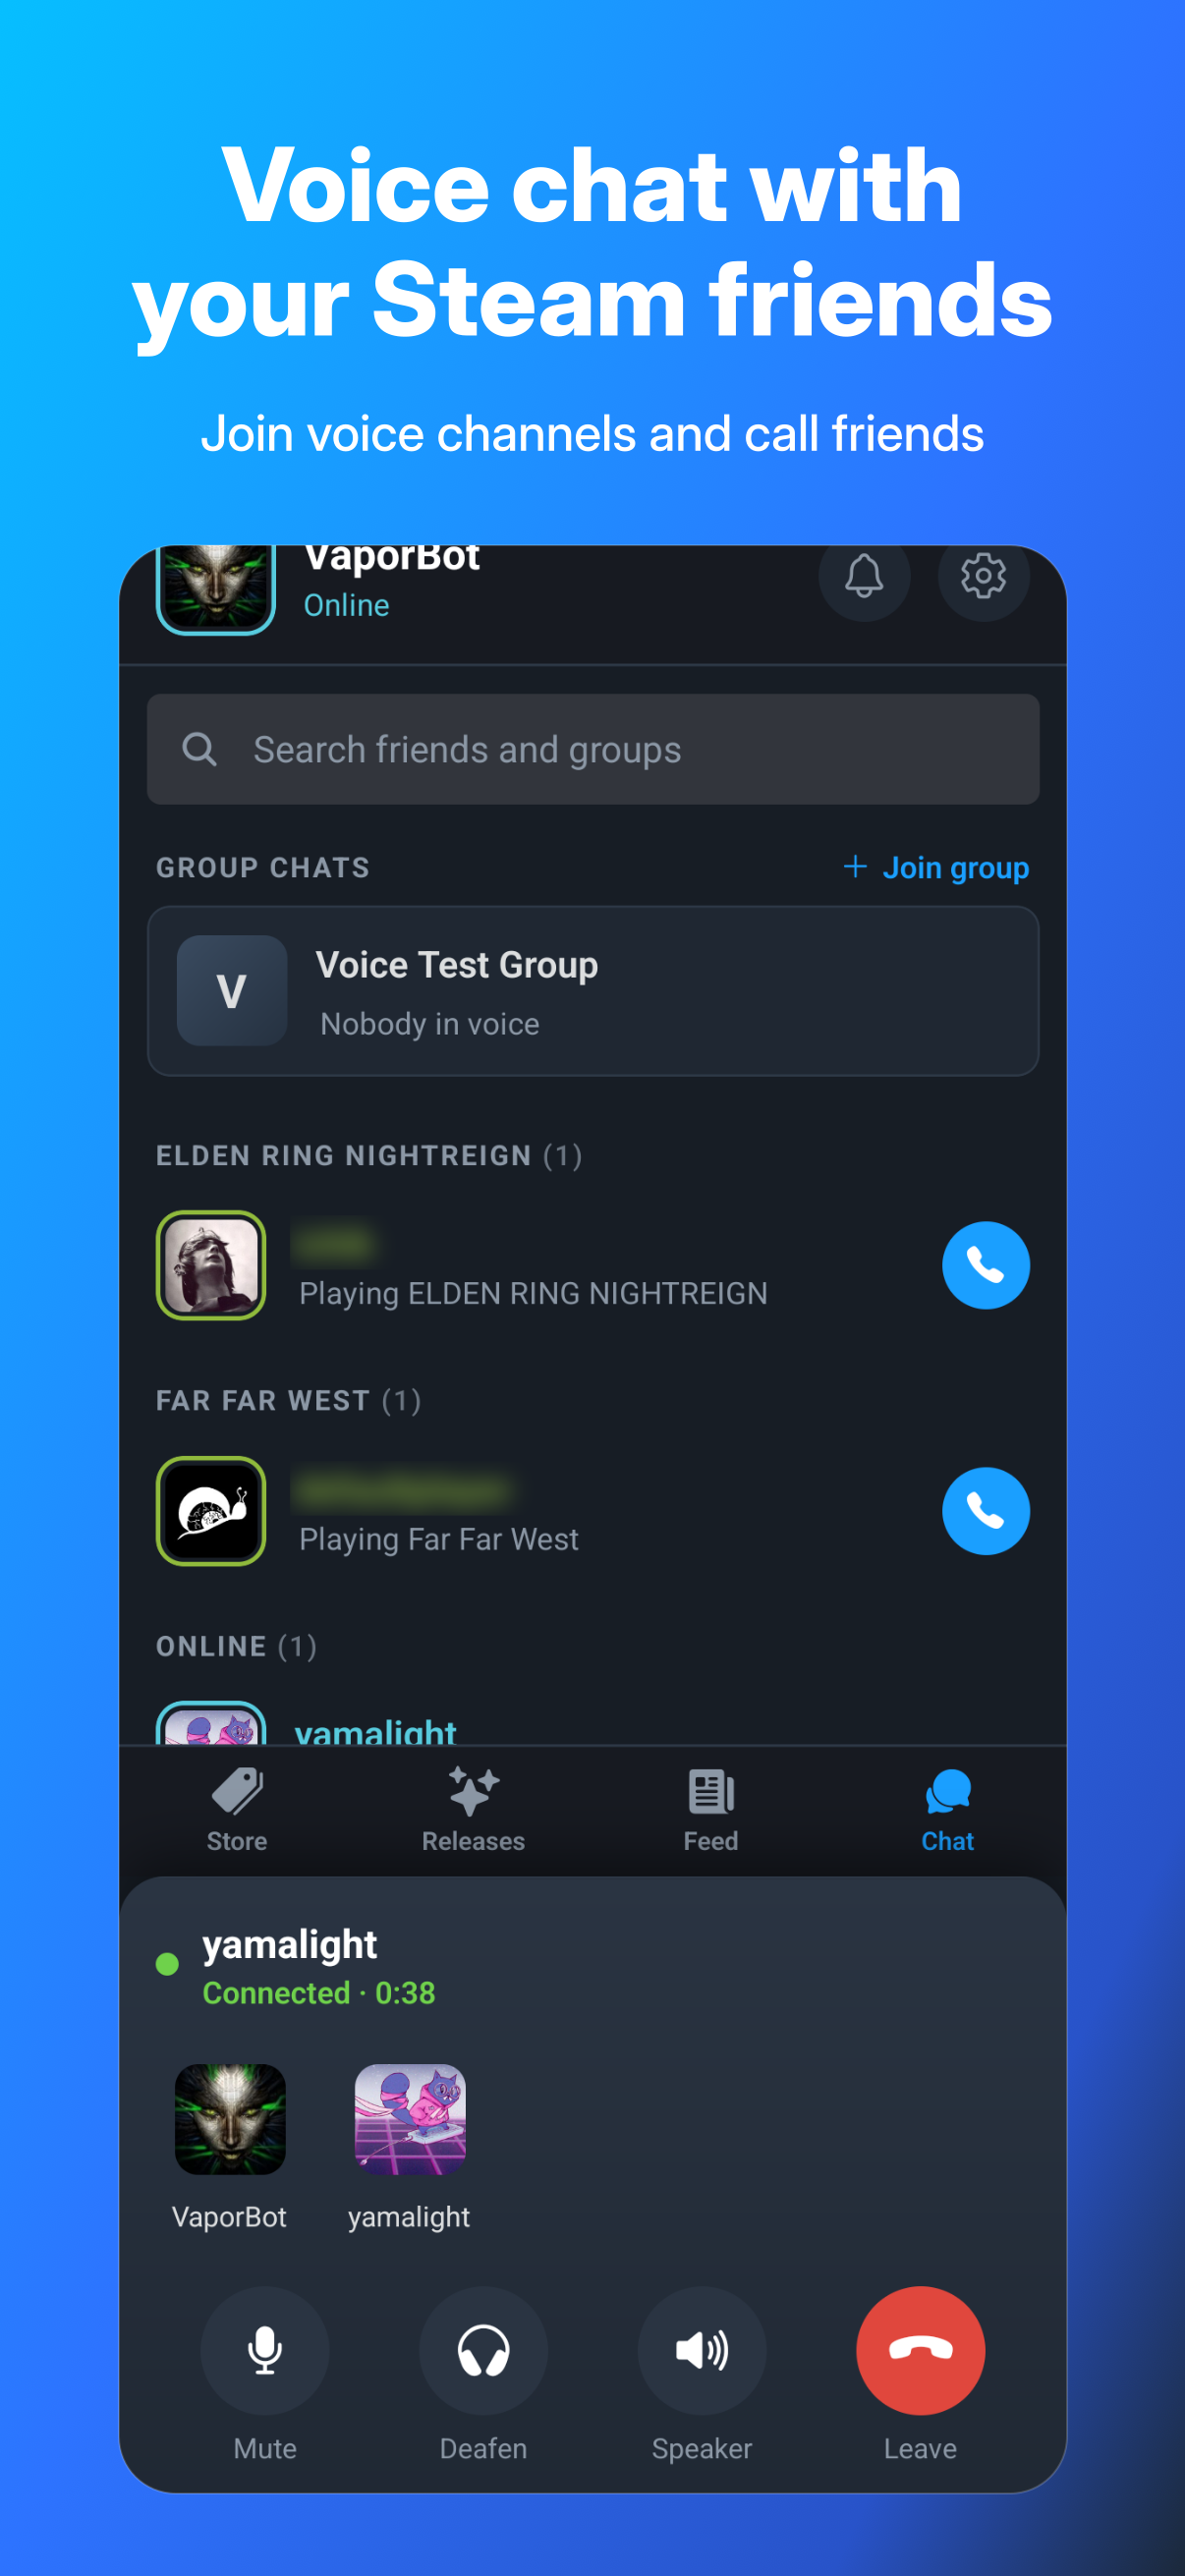 Voice chat with
your Steam friends
Join voice channels and call friends
VaporBot
Online
Search friends and groups
GROUP CHATS
+ Join group
V
Voice Test Group
Nobody in voice
ELDEN RING NIGHTREIGN (1)
Playing ELDEN RING NIGHTREIGN
FAR FAR WEST (1)
Playing Far Far West
ONLINE (1)
yamalight
Store
Releases
Feed
Chat
yamalight
Connected · 0:38
VaporBot
yamalight
Mute
Deafen
Speaker
Leave